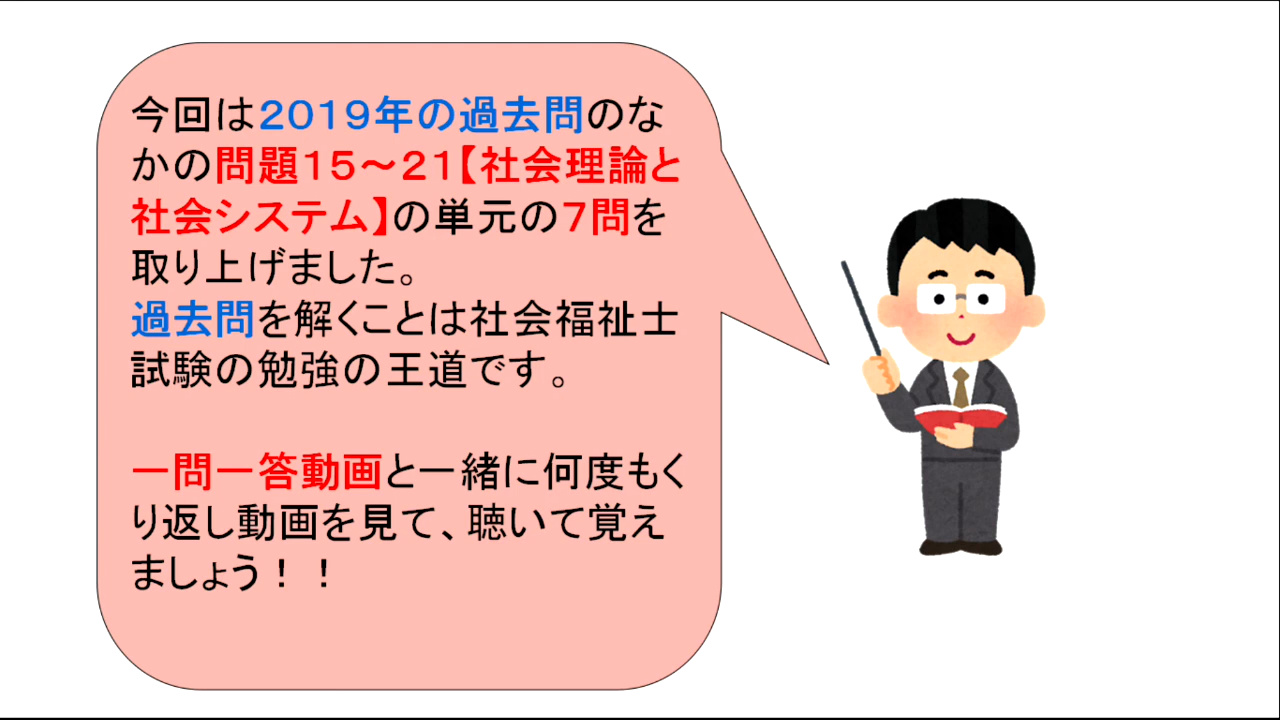 今回は２０１９年の過去問のな
かの問題１５～２１【社会理論と
社会システム】の単元の７問を
取り上げました。
過去問を解くことは社会福祉士
試験の勉強の王道です。
一問一答動画と一緒に何度もく
り返し動画を見て、聴いて覚え
ましょう！！